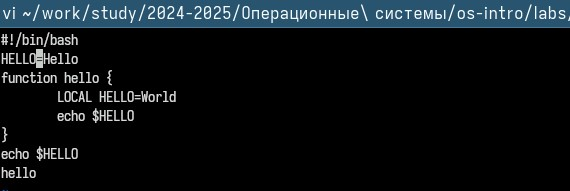 vi ~/work/study/2024-2025/Операционные\ системы/os-intro/labs/
#!/bin/bash
HELLO=Hello
function hello {
        LOCAL HELLO=World
        echo $HELLO
}
echo $HELLO
hello